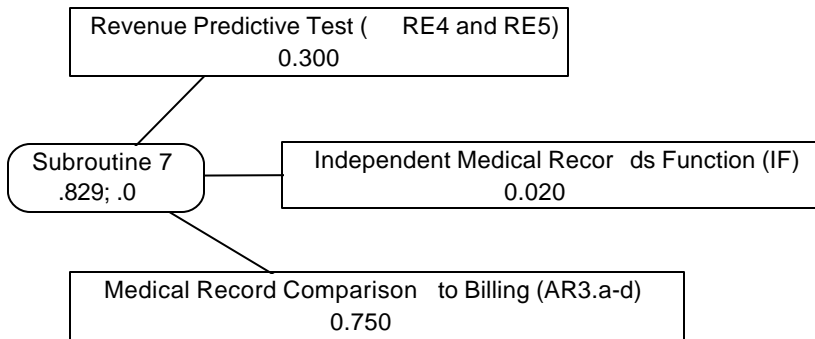 Revenue Predictive Test ( RE4 and RE5)
0.300
Subroutine 7
.829; .0
Independent Medical Recor ds Function (IF)
0.020
Medical Record Comparison to Billing (AR3.a-d)
0.750